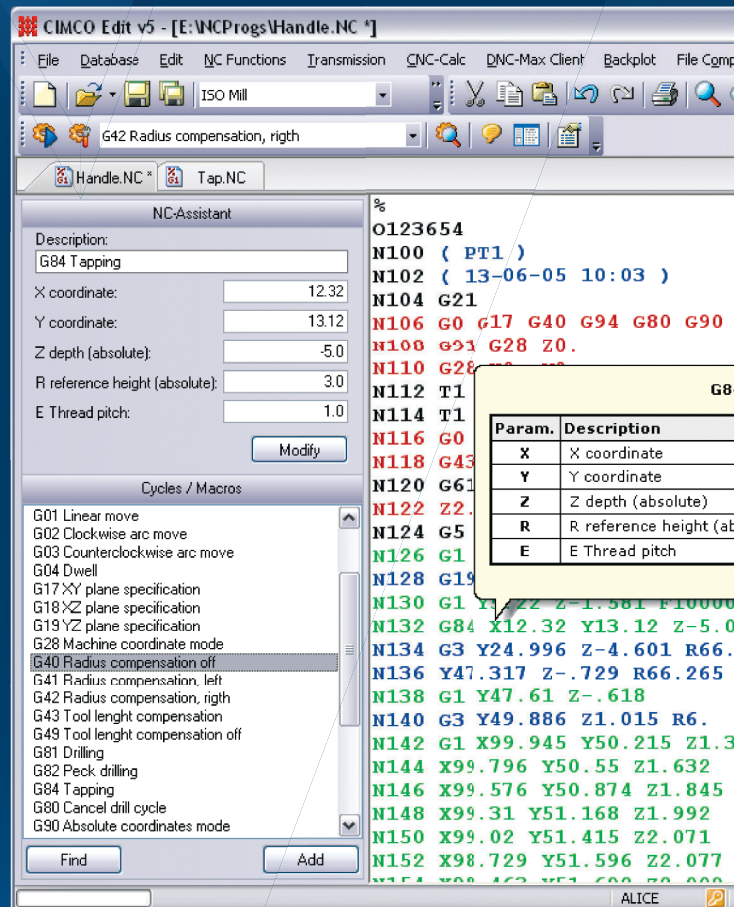 CIMCO Edit v5 - [E:\NCProgs\Handle.NC *]
File Database Edit NC Functions Transmission CNC-Calc DNC-Max Client Backplot File Comp
ISO Mill
G42 Radius compensation, rigth
Handle.NC * Tap.NC
NC-Assistant
Description:
G84 Tapping
X coordinate: 12.32
Y coordinate: 13.12
Z depth (absolute): -5.0
R reference height (absolute): 3.0
E Thread pitch: 1.0
Modify
Cycles / Macros
G01 Linear move
G02 Clockwise arc move
G03 Counterclockwise arc move
G04 Dwell
G17 XY plane specification
G18 XZ plane specification
G19 YZ plane specification
G28 Machine coordinate mode
G40 Radius compensation off
G41 Radius compensation, left
G42 Radius compensation, rigth
G43 Tool lenght compensation
G49 Tool lenght compensation off
G81 Drilling
G82 Peck drilling
G84 Tapping
G80 Cancel drill cycle
G90 Absolute coordinates mode
Find Add
%
O123654
N100 ( PT1 )
N102 ( 13-06-05 10:03 )
N104 G21
N106 G0 G17 G40 G94 G80 G90
N108 G91 G28 Z0.
N110 G28
N112 T1
N114 T1
N116 G0
N118 G43
N120 G61
N122 Z2.
N124 G5
N126 G1
N128 G19
N130 G1 Z-1.581 F10000
N132 G84 X12.32 Y13.12 Z-5.0
N134 G3 Y24.996 Z-4.601 R66.
N136 Y47.317 Z-.729 R66.265
N138 G1 Y47.61 Z-.618
N140 G3 Y49.886 Z1.015 R6.
N142 G1 X99.945 Y50.215 Z1.3
N144 X99.796 Y50.55 Z1.632
N146 X99.576 Y50.874 Z1.845
N148 X99.31 Y51.168 Z1.992
N150 X99.02 Y51.415 Z2.071
N152 X98.729 Y51.596 Z2.077
G8
Param. Description
X X coordinate
Y Y coordinate
Z Z depth (absolute)
R R reference height (ab
E E Thread pitch
ALICE